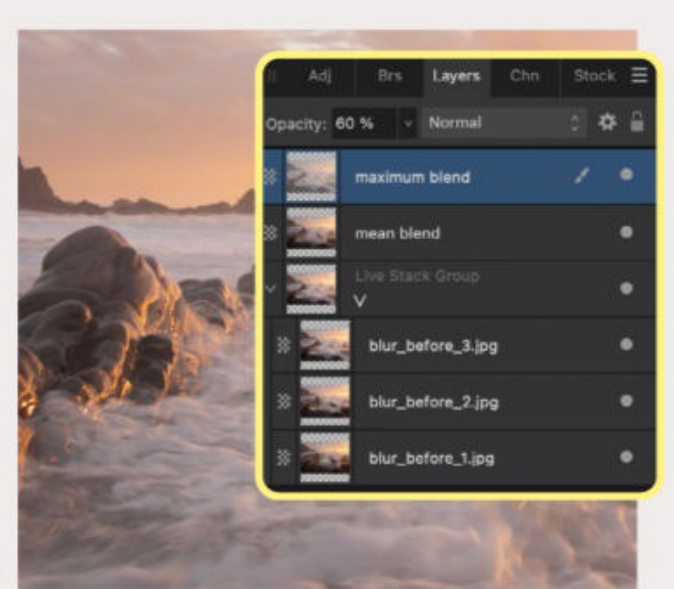 Adj Brs Layers Chn Stock
Opacity: 60 % Normal
maximum blend
mean blend
Live Stack Group
blur_before_3.jpg
blur_before_2.jpg
blur_before_1.jpg